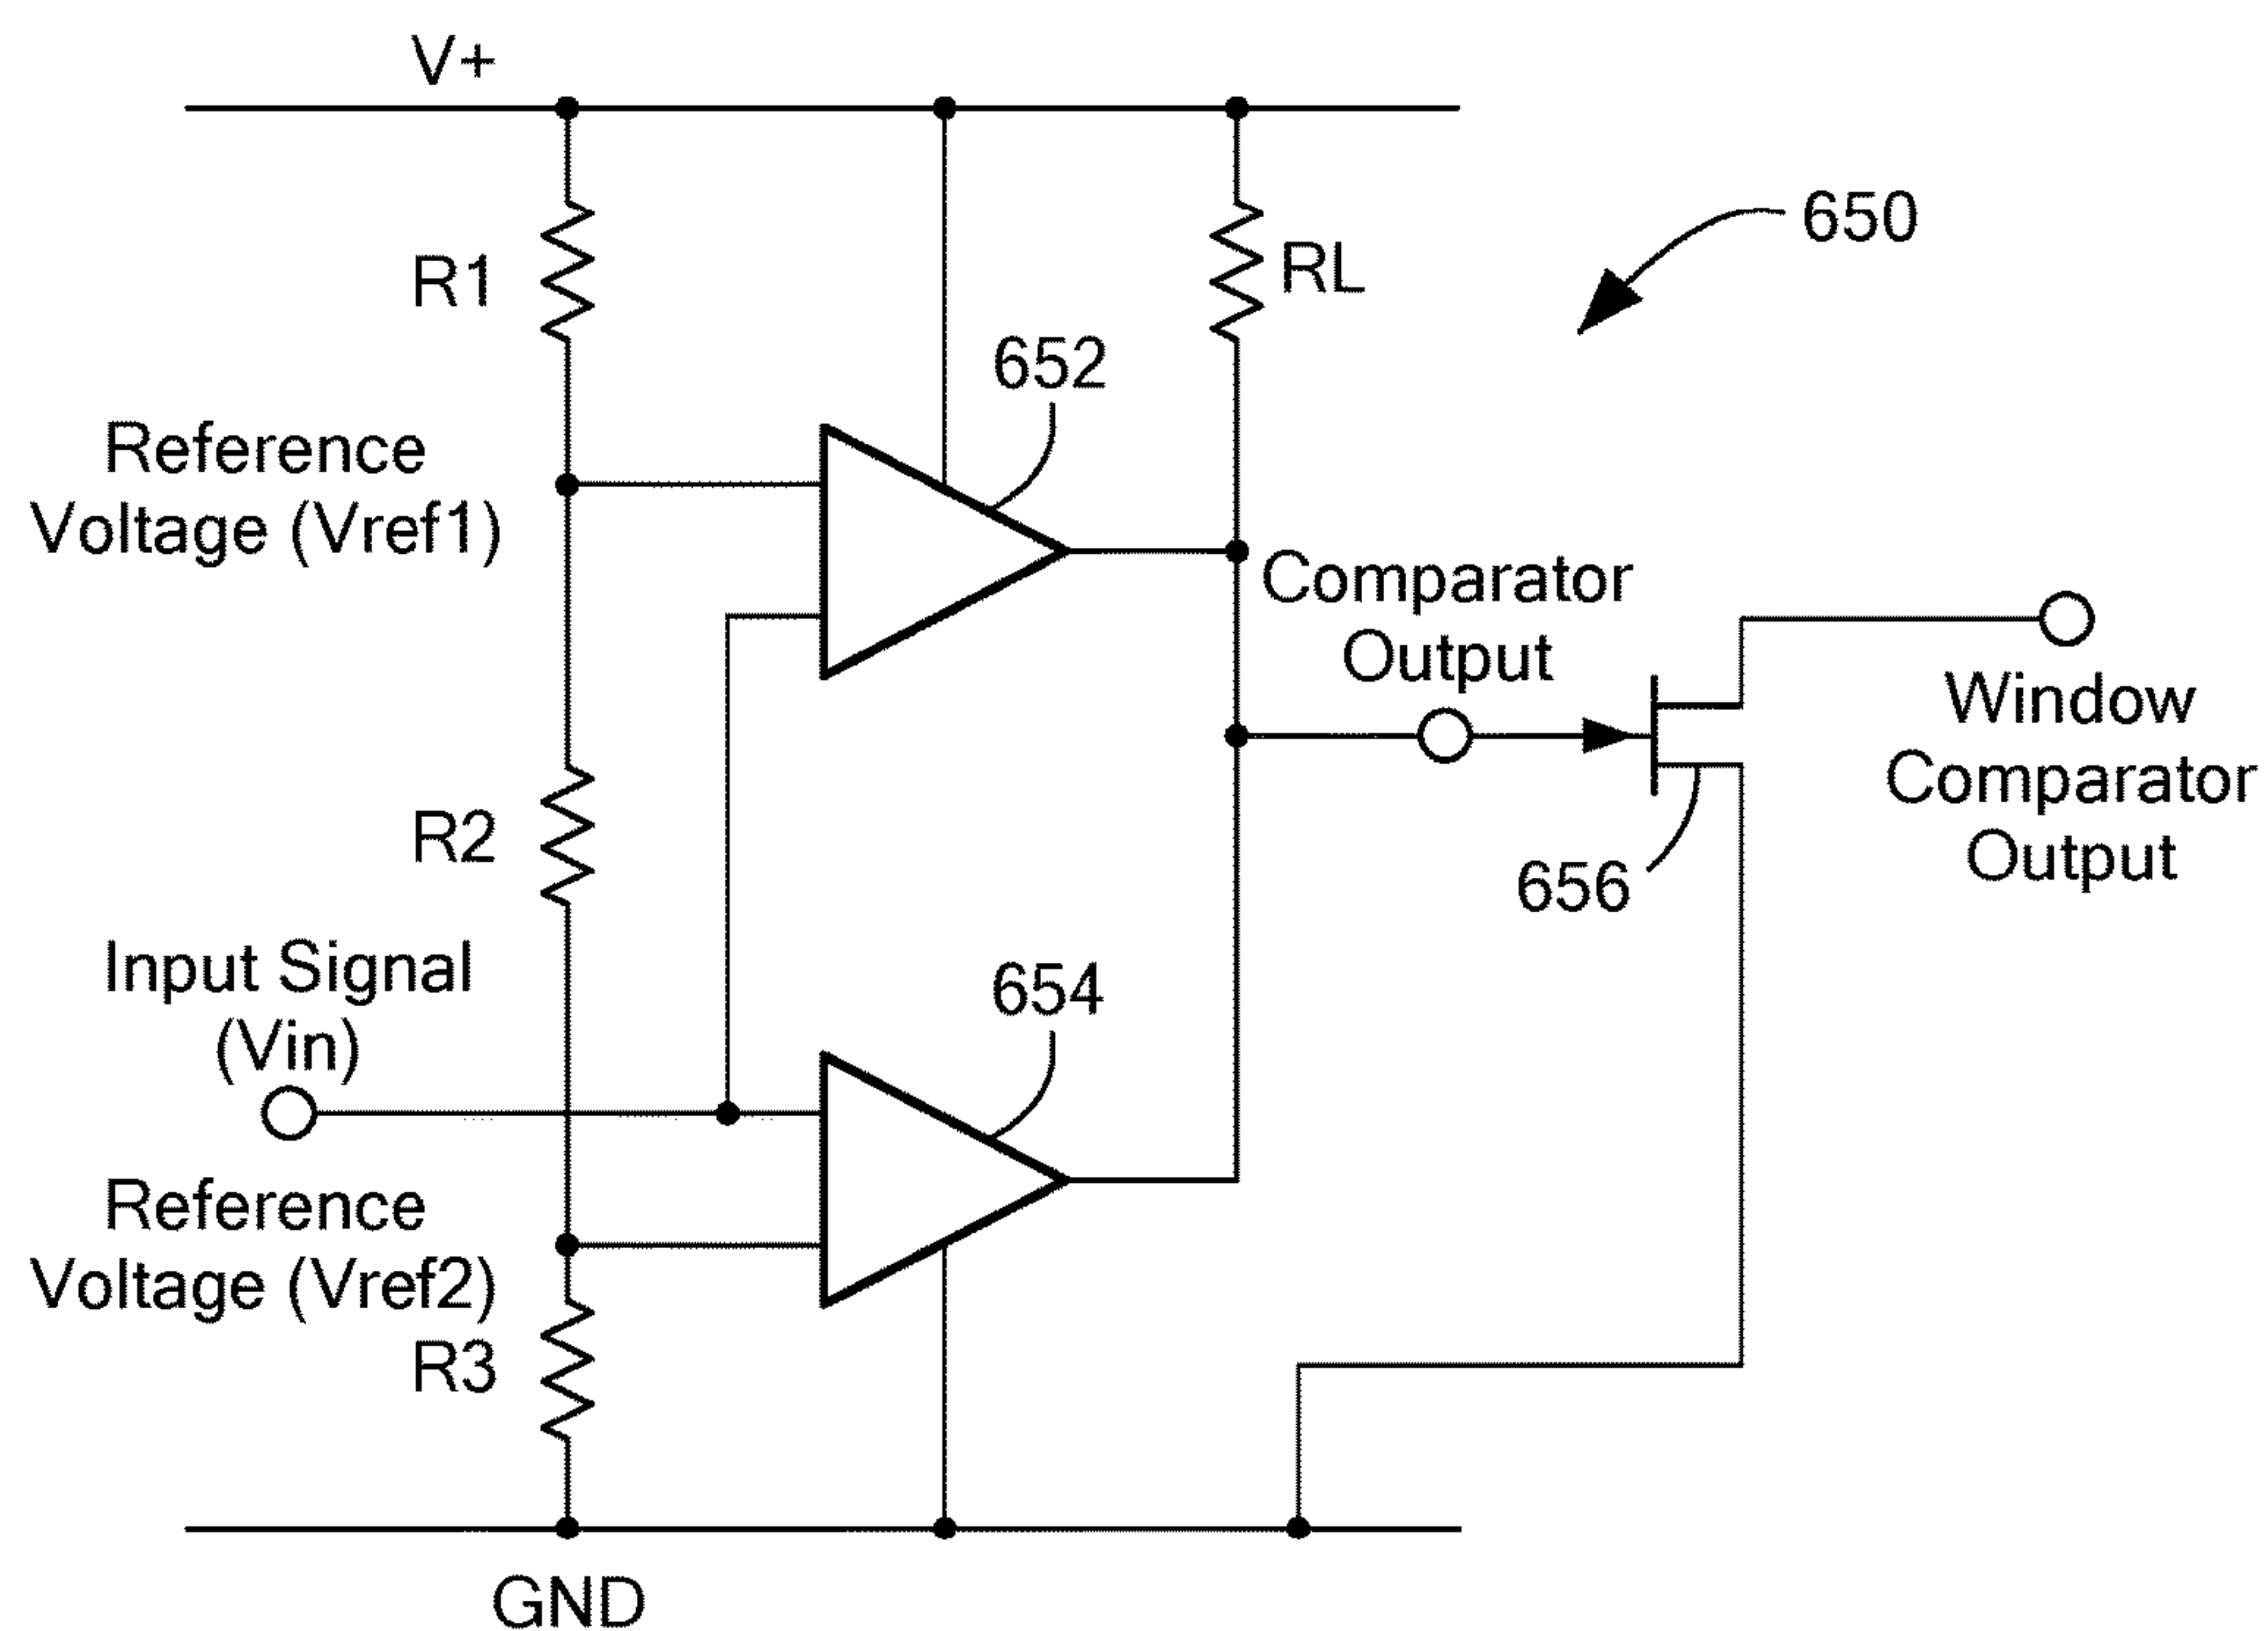 V+
650
R1
RL
652
Reference
Voltage (Vref1)
Comparator
Output
Window
Comparator
Output
R2
656
Input Signal
(Vin)
654
Reference
Voltage (Vref2)
R3
GND